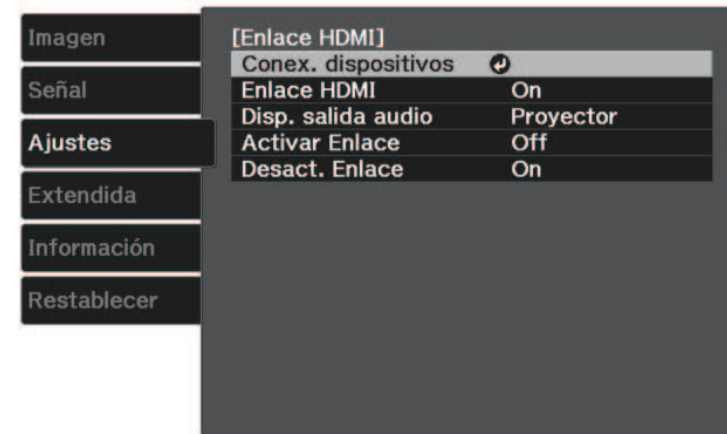 Imagen
Señal
Ajustes
Extendida
Información
Restablecer
[Enlace HDMI]
Conex. dispositivos
Enlace HDMI On
Disp. salida audio Proyector
Activar Enlace Off
Desact. Enlace On